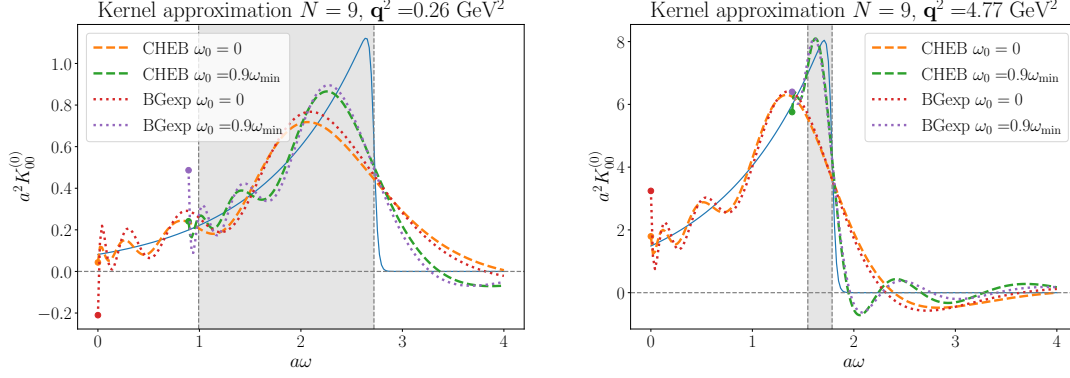 Kernel approximation N = 9, q² =0.26 GeV²
CHEB ω₀ = 0
CHEB ω₀ =0.9ω_min
BGexp ω₀ = 0
BGexp ω₀ =0.9ω_min
a²K₀₀⁽⁰⁾
1.0
0.8
0.6
0.4
0.2
0.0
−0.2
0
1
2
3
4
aω
Kernel approximation N = 9, q² =4.77 GeV²
CHEB ω₀ = 0
CHEB ω₀ =0.9ω_min
BGexp ω₀ = 0
BGexp ω₀ =0.9ω_min
a²K₀₀⁽⁰⁾
8
6
4
2
0
0
1
2
3
4
aω